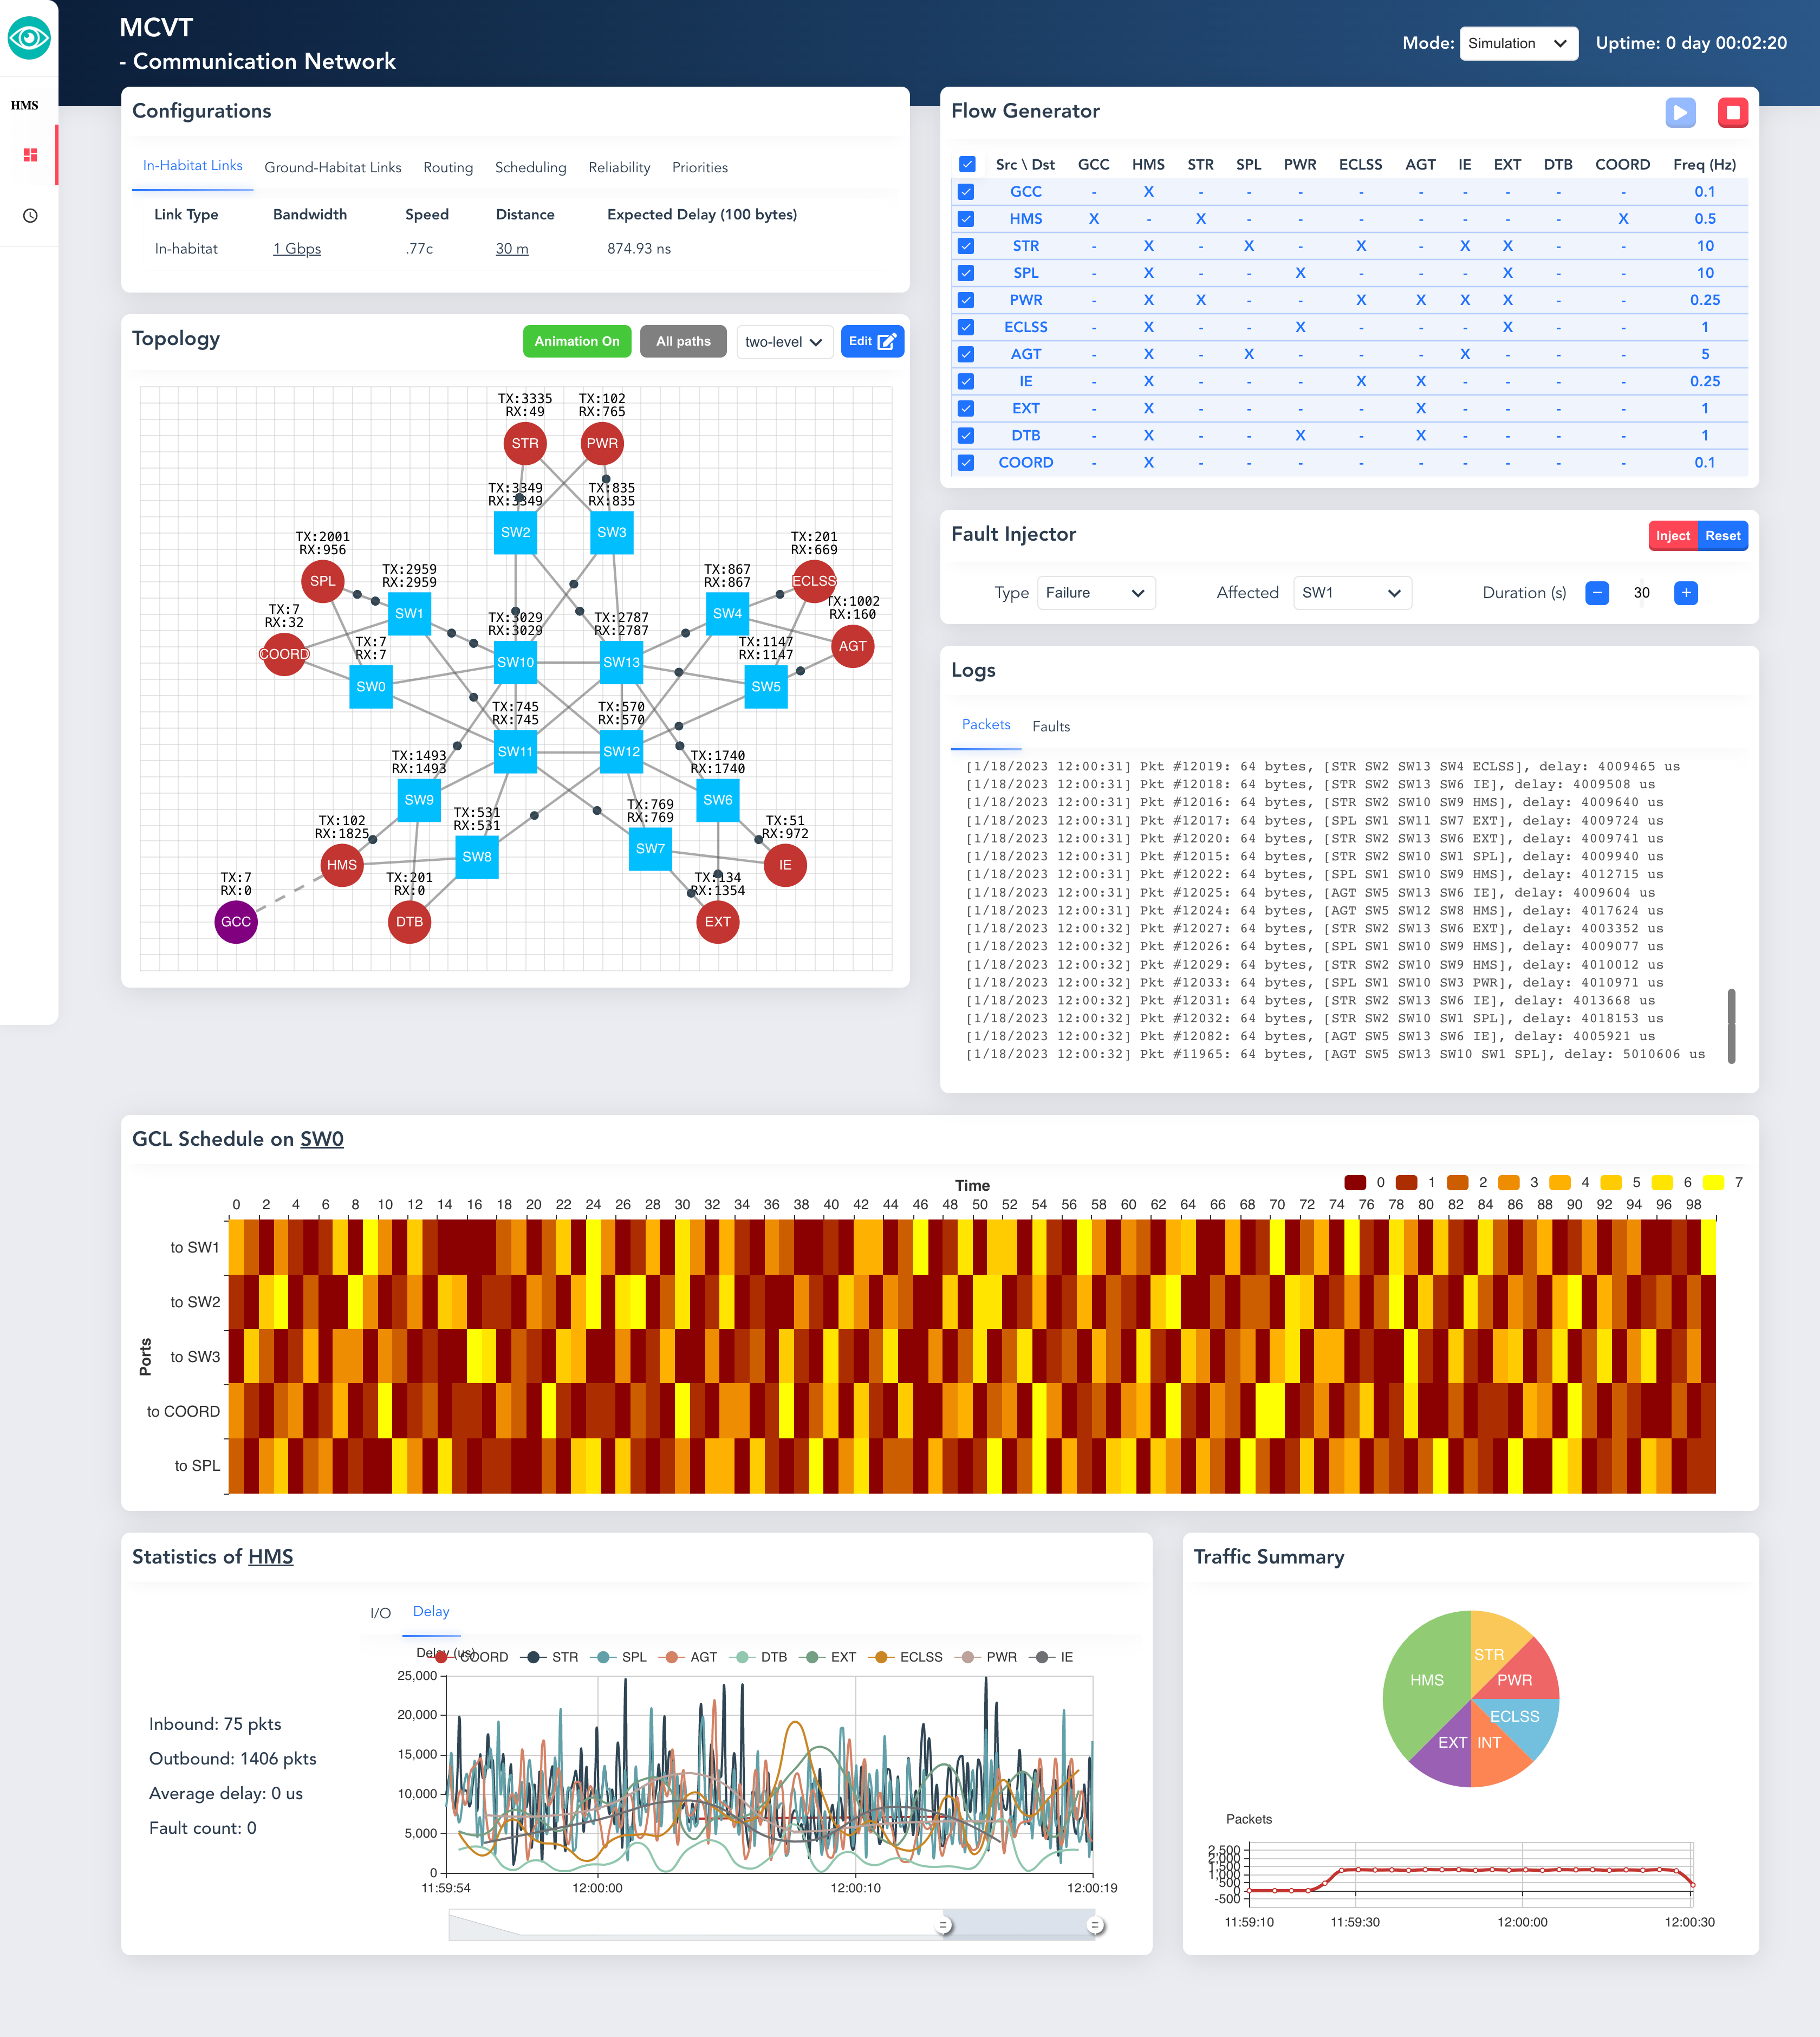 MCVT
- Communication Network
Mode: Simulation Uptime: 0 day 00:02:20
HMS
Configurations
In-Habitat Links Ground-Habitat Links Routing Scheduling Reliability Priorities
Link Type Bandwidth Speed Distance Expected Delay (100 bytes)
In-habitat 1 Gbps .77c 30 m 874.93 ns
Topology
Animation On All paths two-level Edit
TX:3335 TX:102
RX:49 RX:765
STR PWR
TX:3349 TX:835
RX:3349 RX:835
SW2 SW3
TX:2001 TX:201
RX:956 RX:669
SPL ECLSS
TX:2959 TX:867
RX:2959 RX:867
SW1 SW4
TX:7 TX:1002
RX:32 RX:160
COORD AGT
TX:3029 TX:2787
RX:3029 RX:2787
SW10 SW13
TX:7 TX:1147
RX:7 RX:1147
SW0 SW5
TX:745 TX:570
RX:745 RX:570
SW11 SW12
TX:1493 TX:1740
RX:1493 RX:1740
SW9 SW6
TX:531 TX:769
RX:531 RX:769
SW8 SW7
TX:102 TX:51
RX:1825 RX:972
HMS IE
TX:7 TX:201 TX:134
RX:0 RX:0 RX:1354
GCC DTB EXT
Flow Generator
Src \ Dst GCC HMS STR SPL PWR ECLSS AGT IE EXT DTB COORD Freq (Hz)
GCC - X - - - - - - - - - 0.1
HMS X - X - - - - - - - X 0.5
STR - X - X - X - X X - - 10
SPL - X - - X - - - X - - 10
PWR - X X - - X X X X - - 0.25
ECLSS - X - - X - - - X - - 1
AGT - X - X - - - X - - - 5
IE - X - - - X X - - - - 0.25
EXT - X - - - - X - - - - 1
DTB - X - - X - X - - - - 1
COORD - X - - - - - - - - - 0.1
Fault Injector
Inject Reset
Type Failure Affected SW1 Duration (s) − 30 +
Logs
Packets Faults
[1/18/2023 12:00:31] Pkt #12019: 64 bytes, [STR SW2 SW13 SW4 ECLSS], delay: 4009465 us
[1/18/2023 12:00:31] Pkt #12018: 64 bytes, [STR SW2 SW13 SW6 IE], delay: 4009508 us
[1/18/2023 12:00:31] Pkt #12016: 64 bytes, [STR SW2 SW10 SW9 HMS], delay: 4009640 us
[1/18/2023 12:00:31] Pkt #12017: 64 bytes, [SPL SW1 SW11 SW7 EXT], delay: 4009724 us
[1/18/2023 12:00:31] Pkt #12020: 64 bytes, [STR SW2 SW13 SW6 EXT], delay: 4009741 us
[1/18/2023 12:00:31] Pkt #12015: 64 bytes, [STR SW2 SW10 SW1 SPL], delay: 4009940 us
[1/18/2023 12:00:31] Pkt #12022: 64 bytes, [SPL SW1 SW10 SW9 HMS], delay: 4012715 us
[1/18/2023 12:00:31] Pkt #12025: 64 bytes, [AGT SW5 SW13 SW6 IE], delay: 4009604 us
[1/18/2023 12:00:31] Pkt #12024: 64 bytes, [AGT SW5 SW12 SW8 HMS], delay: 4017624 us
[1/18/2023 12:00:32] Pkt #12027: 64 bytes, [STR SW2 SW13 SW6 EXT], delay: 4003352 us
[1/18/2023 12:00:32] Pkt #12026: 64 bytes, [SPL SW1 SW10 SW9 HMS], delay: 4009077 us
[1/18/2023 12:00:32] Pkt #12029: 64 bytes, [STR SW2 SW10 SW9 HMS], delay: 4010012 us
[1/18/2023 12:00:32] Pkt #12033: 64 bytes, [SPL SW1 SW10 SW3 PWR], delay: 4010971 us
[1/18/2023 12:00:32] Pkt #12031: 64 bytes, [STR SW2 SW13 SW6 IE], delay: 4013668 us
[1/18/2023 12:00:32] Pkt #12032: 64 bytes, [STR SW2 SW10 SW1 SPL], delay: 4018153 us
[1/18/2023 12:00:32] Pkt #12082: 64 bytes, [AGT SW5 SW13 SW6 IE], delay: 4005921 us
[1/18/2023 12:00:32] Pkt #11965: 64 bytes, [AGT SW5 SW13 SW10 SW1 SPL], delay: 5010606 us
GCL Schedule on SW0
Time 0 1 2 3 4 5 6 7
0 2 4 6 8 10 12 14 16 18 20 22 24 26 28 30 32 34 36 38 40 42 44 46 48 50 52 54 56 58 60 62 64 66 68 70 72 74 76 78 80 82 84 86 88 90 92 94 96 98
Ports
to SW1
to SW2
to SW3
to COORD
to SPL
Statistics of HMS
I/O Delay
Inbound: 75 pkts
Outbound: 1406 pkts
Average delay: 0 us
Fault count: 0
Delay (us)
COORD STR SPL AGT DTB EXT ECLSS PWR IE
25,000
20,000
15,000
10,000
5,000
0
11:59:54 12:00:00 12:00:10 12:00:19
Traffic Summary
STR
HMS PWR
ECLSS
EXT INT
Packets
2,500
2,000
1,500
1,000
500
0
-500
11:59:10 11:59:30 12:00:00 12:00:30